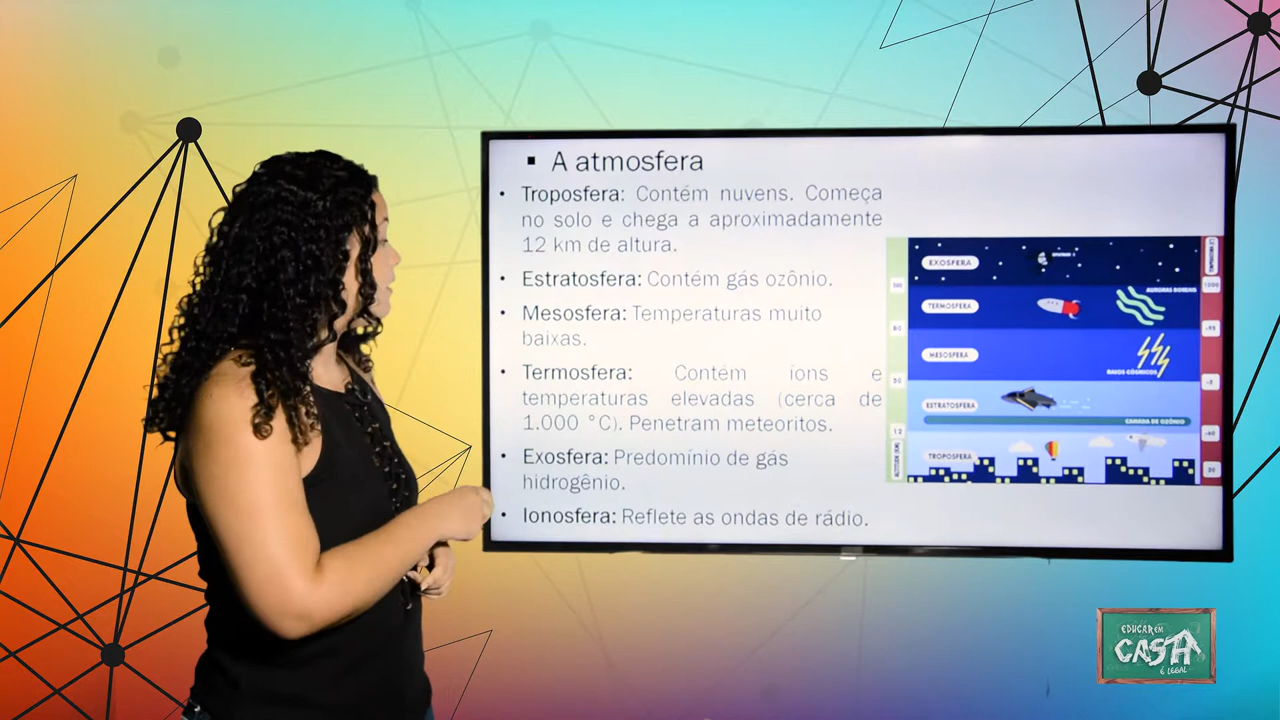 ▪ A atmosfera
• Troposfera: Contém nuvens. Começa
no solo e chega a aproximadamente
12 km de altura.
• Estratosfera: Contém gás ozônio.
• Mesosfera: Temperaturas muito
baixas.
• Termosfera: Contém íons e
temperaturas elevadas (cerca de
1.000 °C). Penetram meteoritos.
• Exosfera: Predomínio de gás
hidrogênio.
• Ionosfera: Reflete as ondas de rádio.
EXOSFERA
AURORAS BOREAIS
TERMOSFERA
80
MESOSFERA
RAIOS CÓSMICOS
50
ESTRATOSFERA
CAMADA DE OZÔNIO
12
TROPOSFERA
ALTITUDE (KM)
1000
EDUCAR EM
CASA
É LEGAL